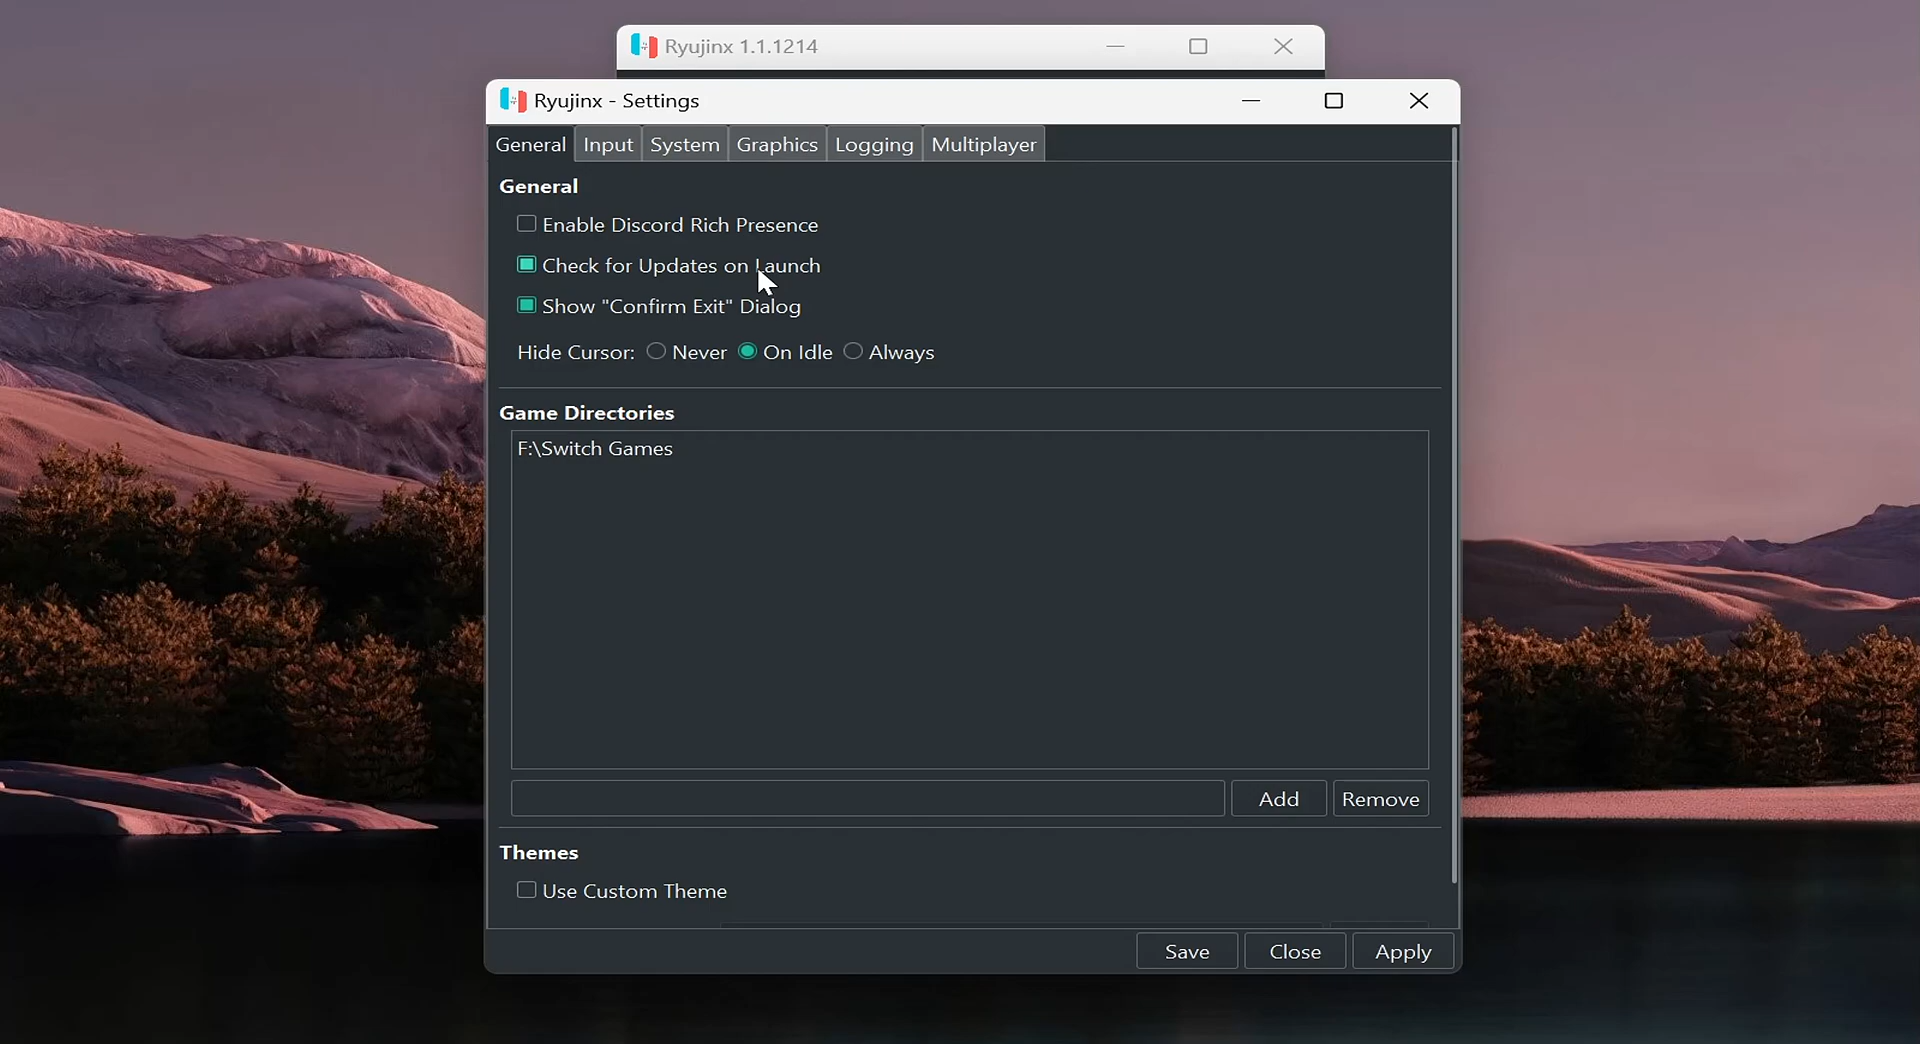 Ryujinx 1.1.1214
Ryujinx - Settings
General Input System Graphics Logging Multiplayer
General
Enable Discord Rich Presence
Check for Updates on Launch
Show "Confirm Exit" Dialog
Hide Cursor: Never On Idle Always
Game Directories
F:\Switch Games
Add Remove
Themes
Use Custom Theme
Save Close Apply